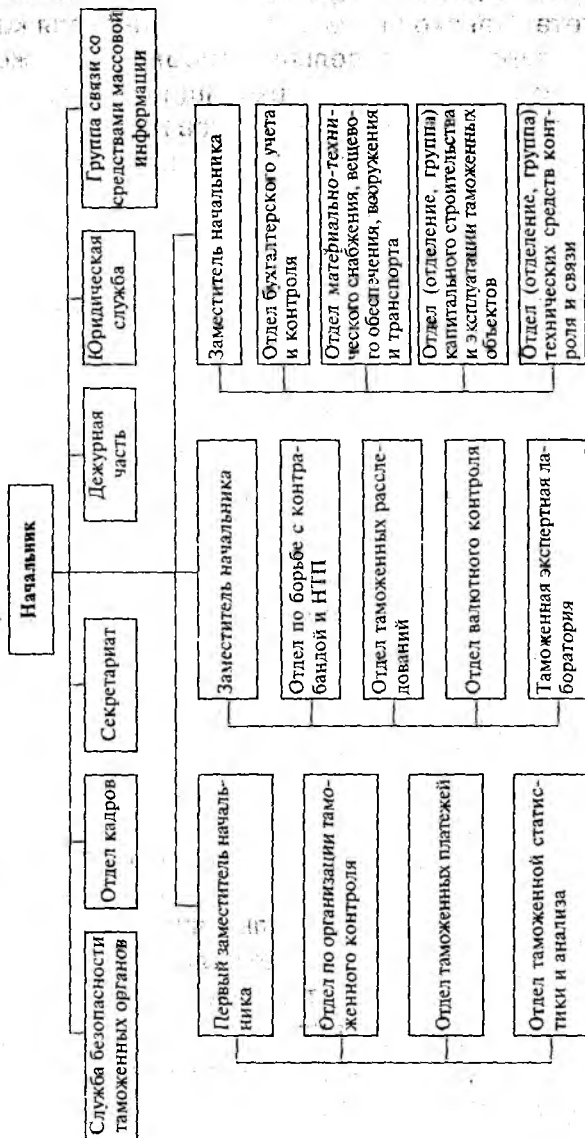 Начальник
Служба безопасности
таможенных органов
Отдел кадров
Секретариат
Дежурная
часть
Юридическая
служба
Группа связи со
средствами массовой
информации
Первый заместитель началь-
ника
Отдел по организации тамо-
женного контроля
Отдел таможенных платежей
Отдел таможенной статис-
тики и анализа
Заместитель начальника
Отдел по борьбе с контра-
бандой и НТП
Отдел таможенных рассле-
дований
Отдел валютного контроля
Таможенная экспертная ла-
боратория
Заместитель начальника
Отдел бухгалтерского учета
и контроля
Отдел материально-техни-
ческого снабжения, вещево-
го обеспечения, вооружения
и транспорта
Отдел (отделение, группа)
капитального строительства
и эксплуатации таможенных
объектов
Отдел (отделение, группа)
технических средств конт-
роля и связи